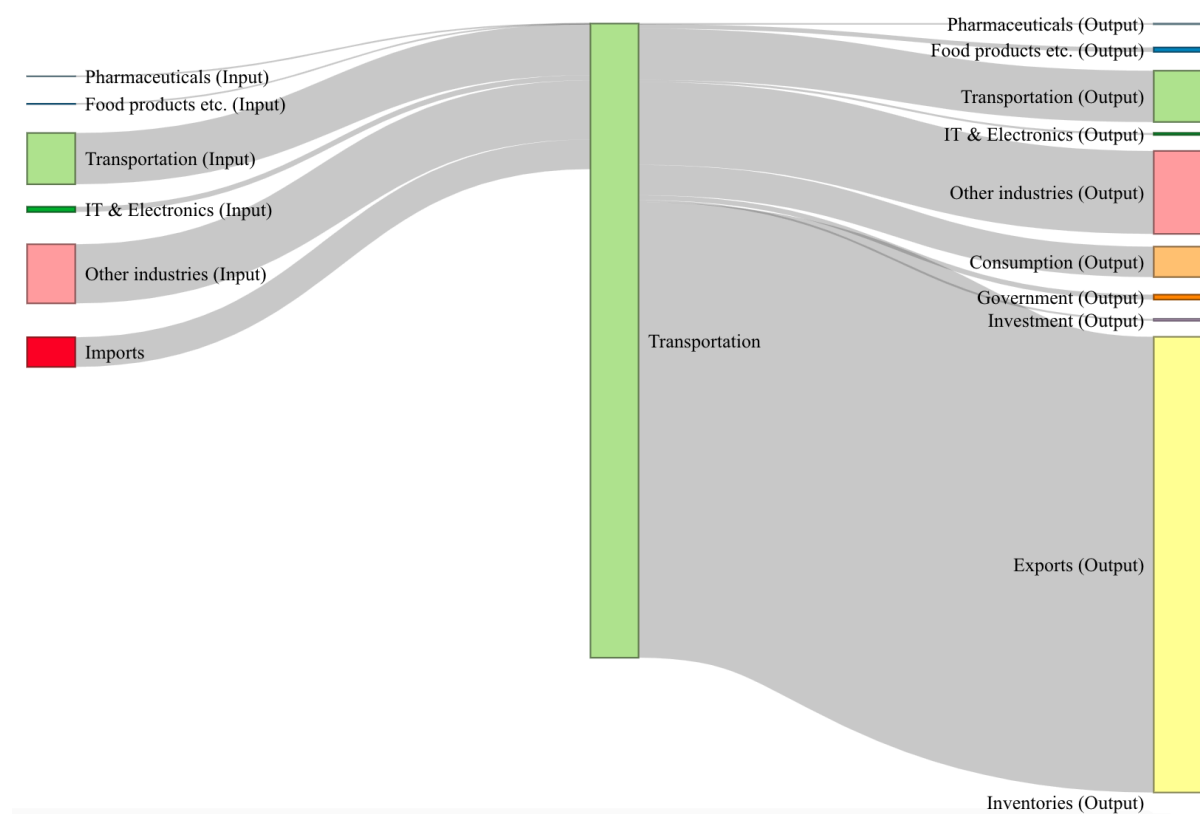 Pharmaceuticals (Input)
Food products etc. (Input)
Transportation (Input)
IT & Electronics (Input)
Other industries (Input)
Imports
Transportation
Pharmaceuticals (Output)
Food products etc. (Output)
Transportation (Output)
IT & Electronics (Output)
Other industries (Output)
Consumption (Output)
Government (Output)
Investment (Output)
Exports (Output)
Inventories (Output)